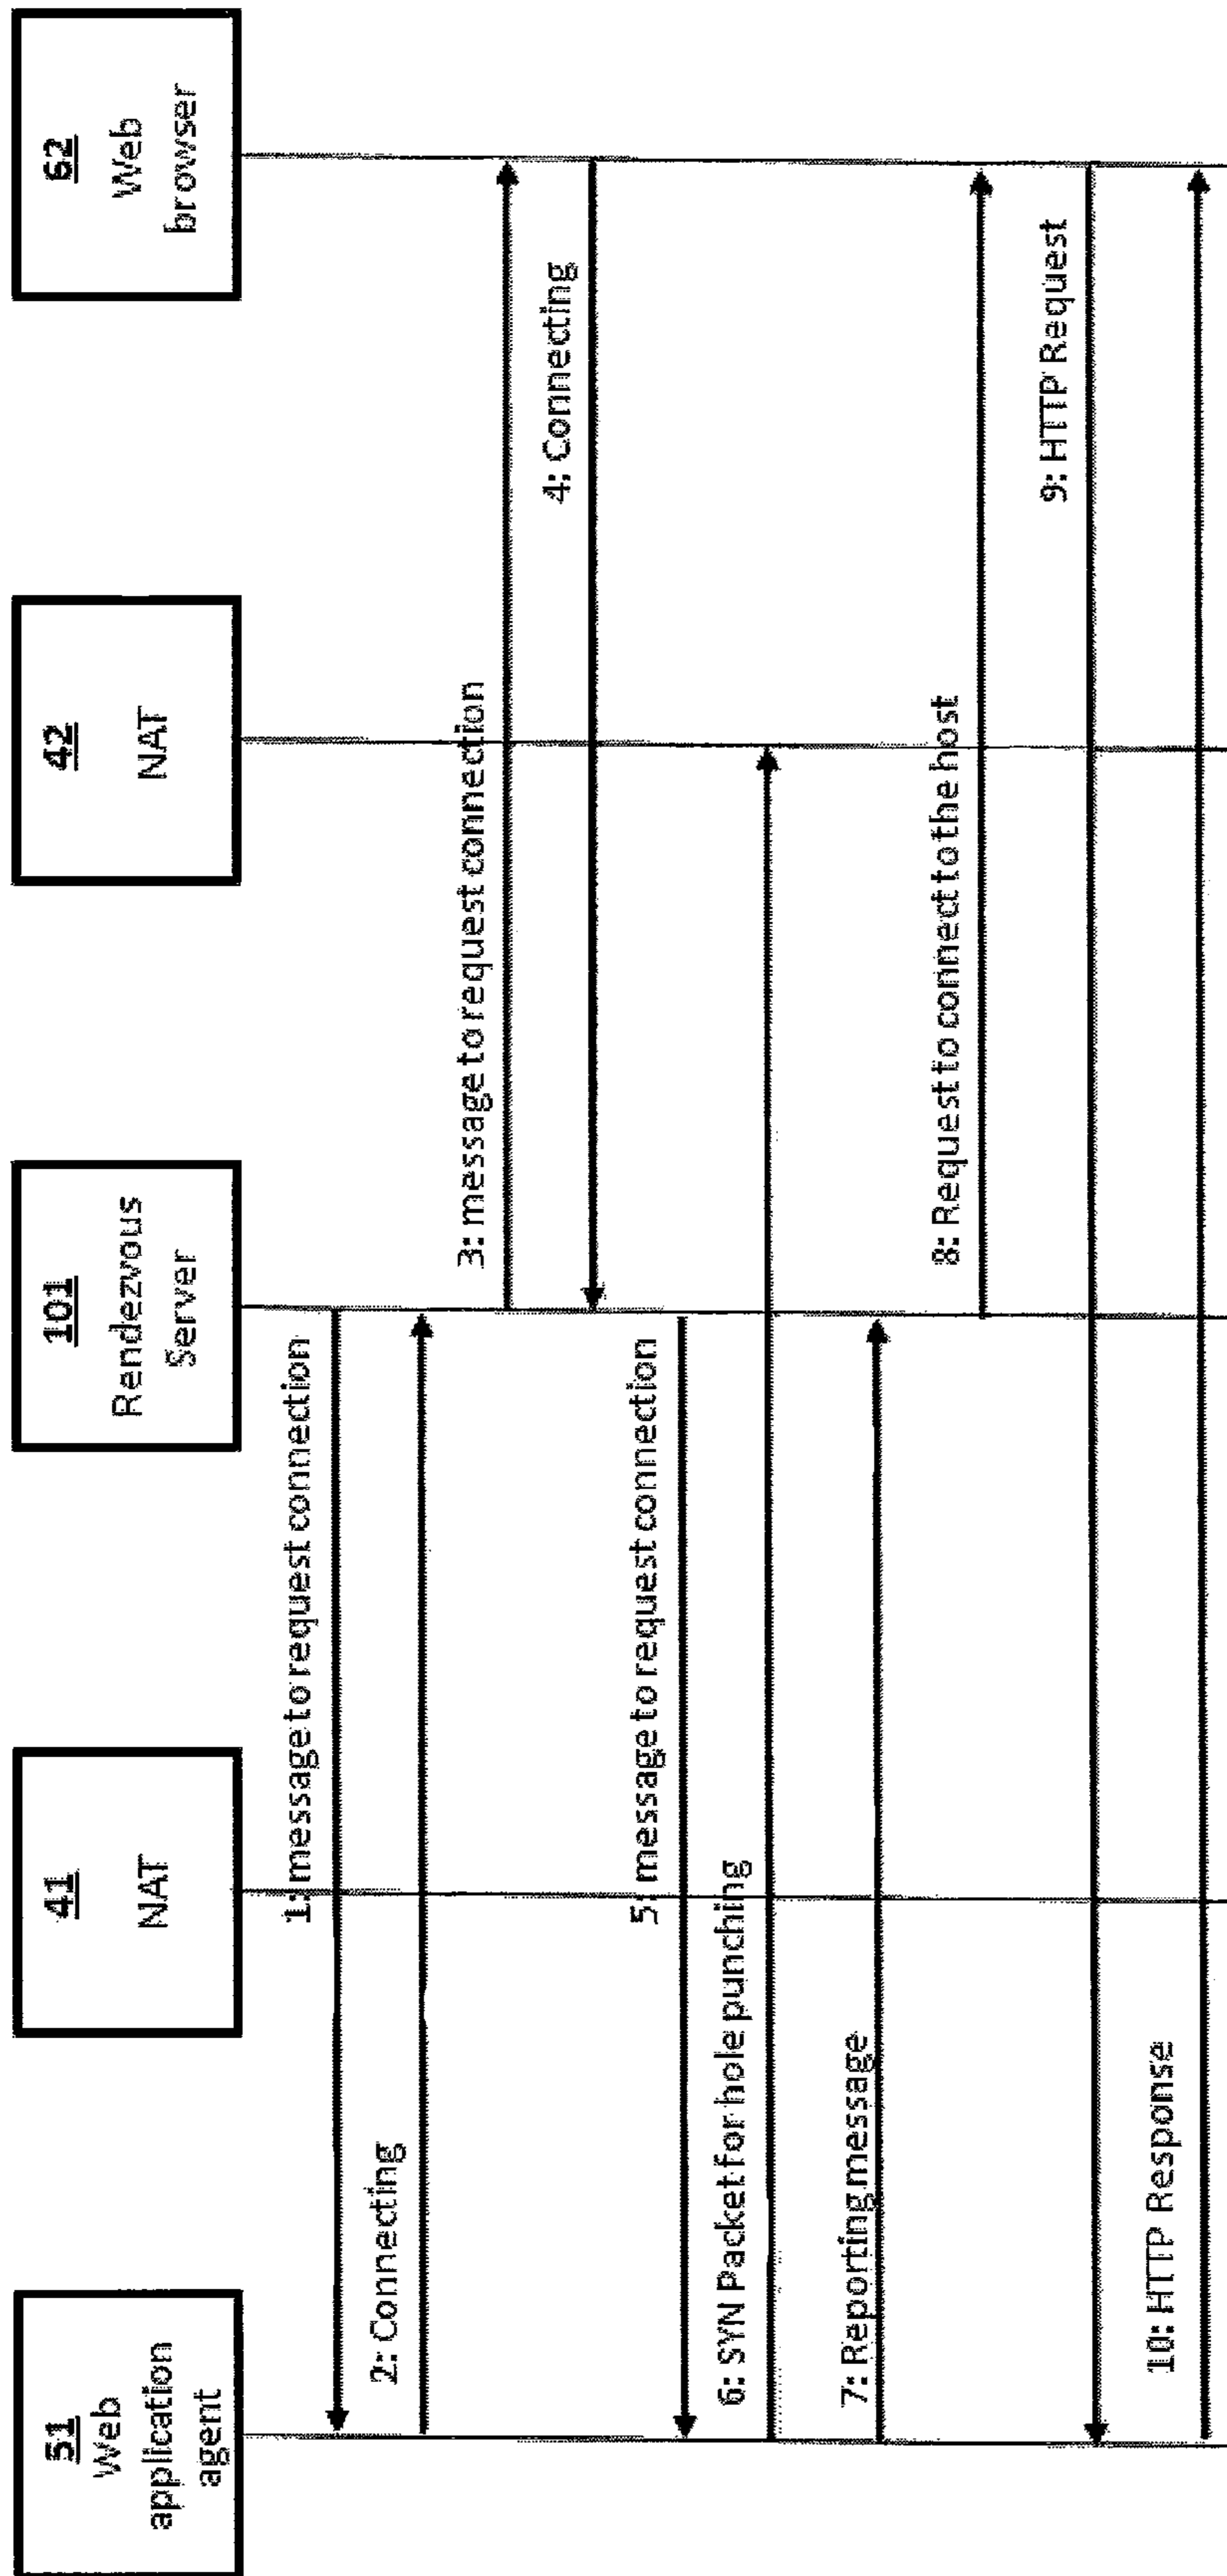 51
Web
application
agent
41
NAT
101
Rendezvous
Server
42
NAT
62
Web
browser
1: message to request connection
2: Connecting
3: message to request connection
4: Connecting
5: message to request connection
6: SYN Packet for hole punching
7: Reporting message
8: Request to connect to the host
9: HTTP Request
10: HTTP Response